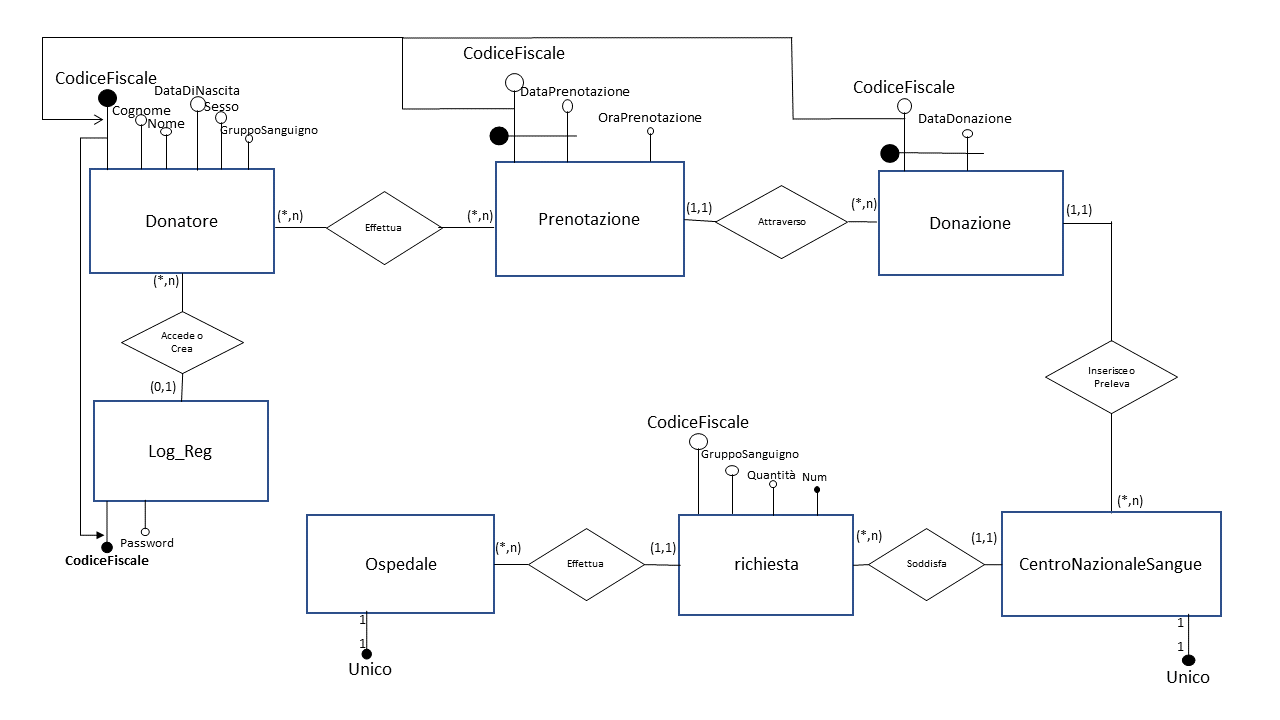 CodiceFiscale
Cognome
Nome
DataDiNascita
Sesso
GruppoSanguigno
CodiceFiscale
DataPrenotazione
OraPrenotazione
CodiceFiscale
DataDonazione
Donatore
(*,n)
Effettua
(*,n)
Prenotazione
(1,1)
Attraverso
(*,n)
Donazione
(1,1)
(*,n)
Accede o
Crea
(0,1)
Log_Reg
Password
CodiceFiscale
Inserisce o
Preleva
(*,n)
CodiceFiscale
GruppoSanguigno
Quantità
Num
Ospedale
(*,n)
Effettua
(1,1)
richiesta
(*,n)
Soddisfa
(1,1)
CentroNazionaleSangue
1
1
Unico
1
1
Unico